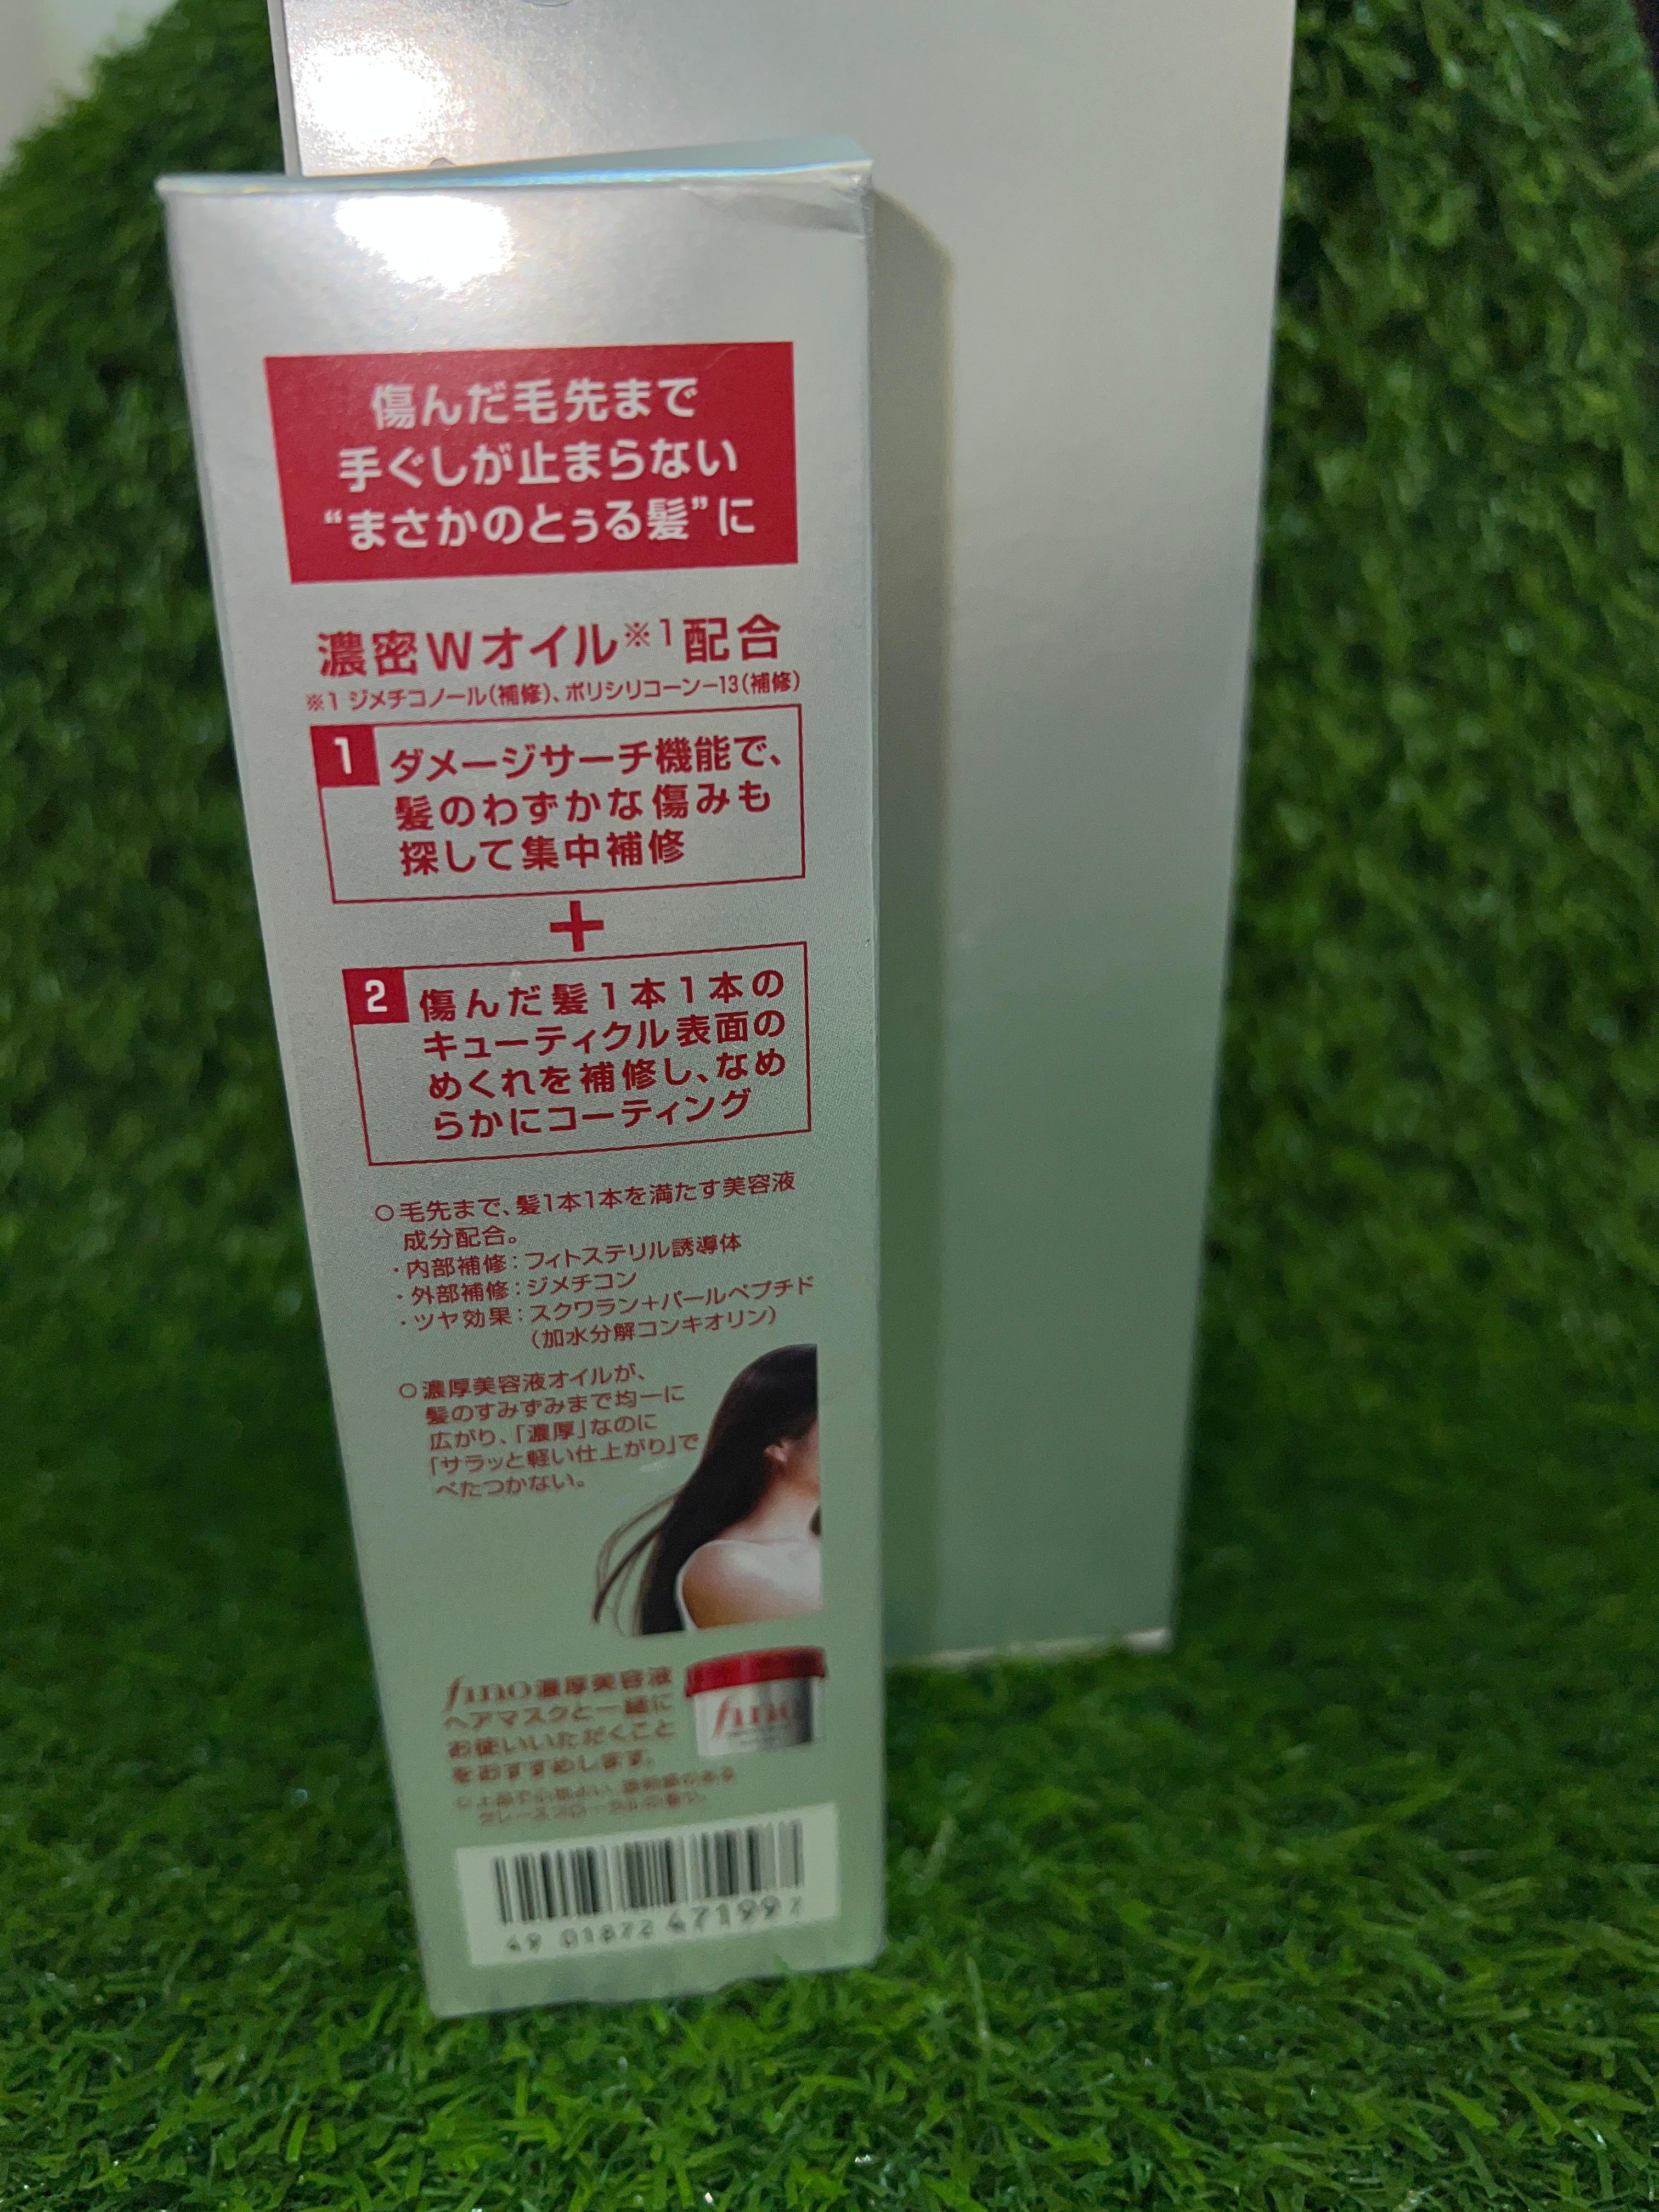 傷んだ毛先まで
手ぐしが止まらない
“まさかのとぅる髪”に
濃密Wオイル※1配合
※1 ジメチコノール(補修)、ポリシリコーン−13(補修)
1 ダメージサーチ機能で、
髪のわずかな傷みも
探して集中補修
+
2 傷んだ髪1本1本の
キューティクル表面の
めくれを補修し、なめ
らかにコーティング
○毛先まで、髪1本1本を満たす美容液
成分配合。
・内部補修：フィトステリル誘導体
・外部補修：ジメチコン
・ツヤ効果：スクワラン+パールペプチド
(加水分解コンキオリン)
○濃厚美容液オイルが、
髪のすみずみまで均一に
広がり、「濃厚」なのに
「サラッと軽い仕上がり」で
べたつかない。
fino濃厚美容液
ヘアマスクと一緒に
お使いいただくこと
をおすすめします。
fino
49 01872 471997